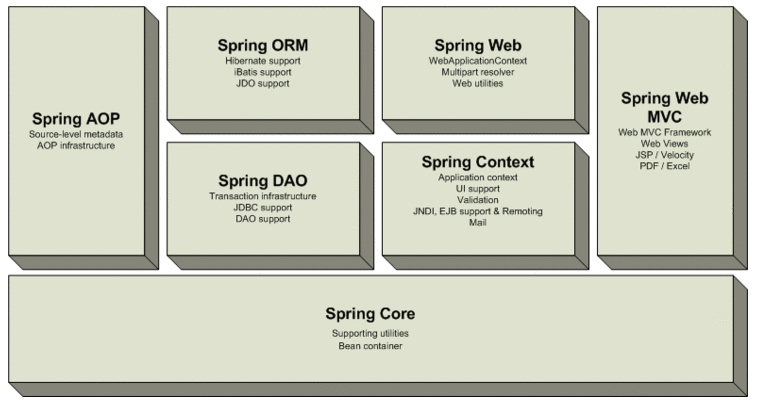 Spring AOP
Source-level metadata
AOP infrastructure
Spring ORM
Hibernate support
iBatis support
JDO support
Spring Web
WebApplicationContext
Multipart resolver
Web utilities
Spring Web
MVC
Web MVC Framework
Web Views
JSP / Velocity
PDF / Excel
Spring DAO
Transaction infrastructure
JDBC support
DAO support
Spring Context
Application context
UI support
Validation
JNDI, EJB support & Remoting
Mail
Spring Core
Supporting utilities
Bean container